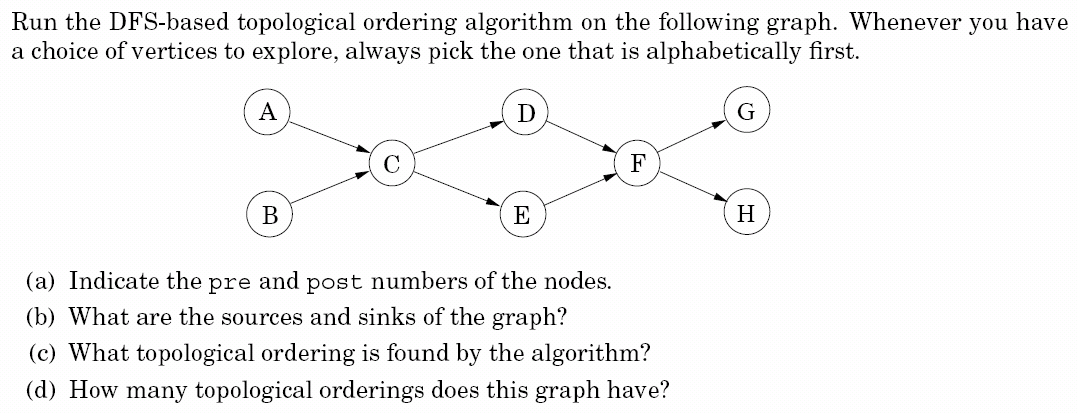 Run the DFS-based topological ordering algorithm on the following graph. Whenever you have
a choice of vertices to explore, always pick the one that is alphabetically first.
A
D
G
C
F
B
E
H
(a) Indicate the pre and post numbers of the nodes.
(b) What are the sources and sinks of the graph?
(c) What topological ordering is found by the algorithm?
(d) How many topological orderings does this graph have?